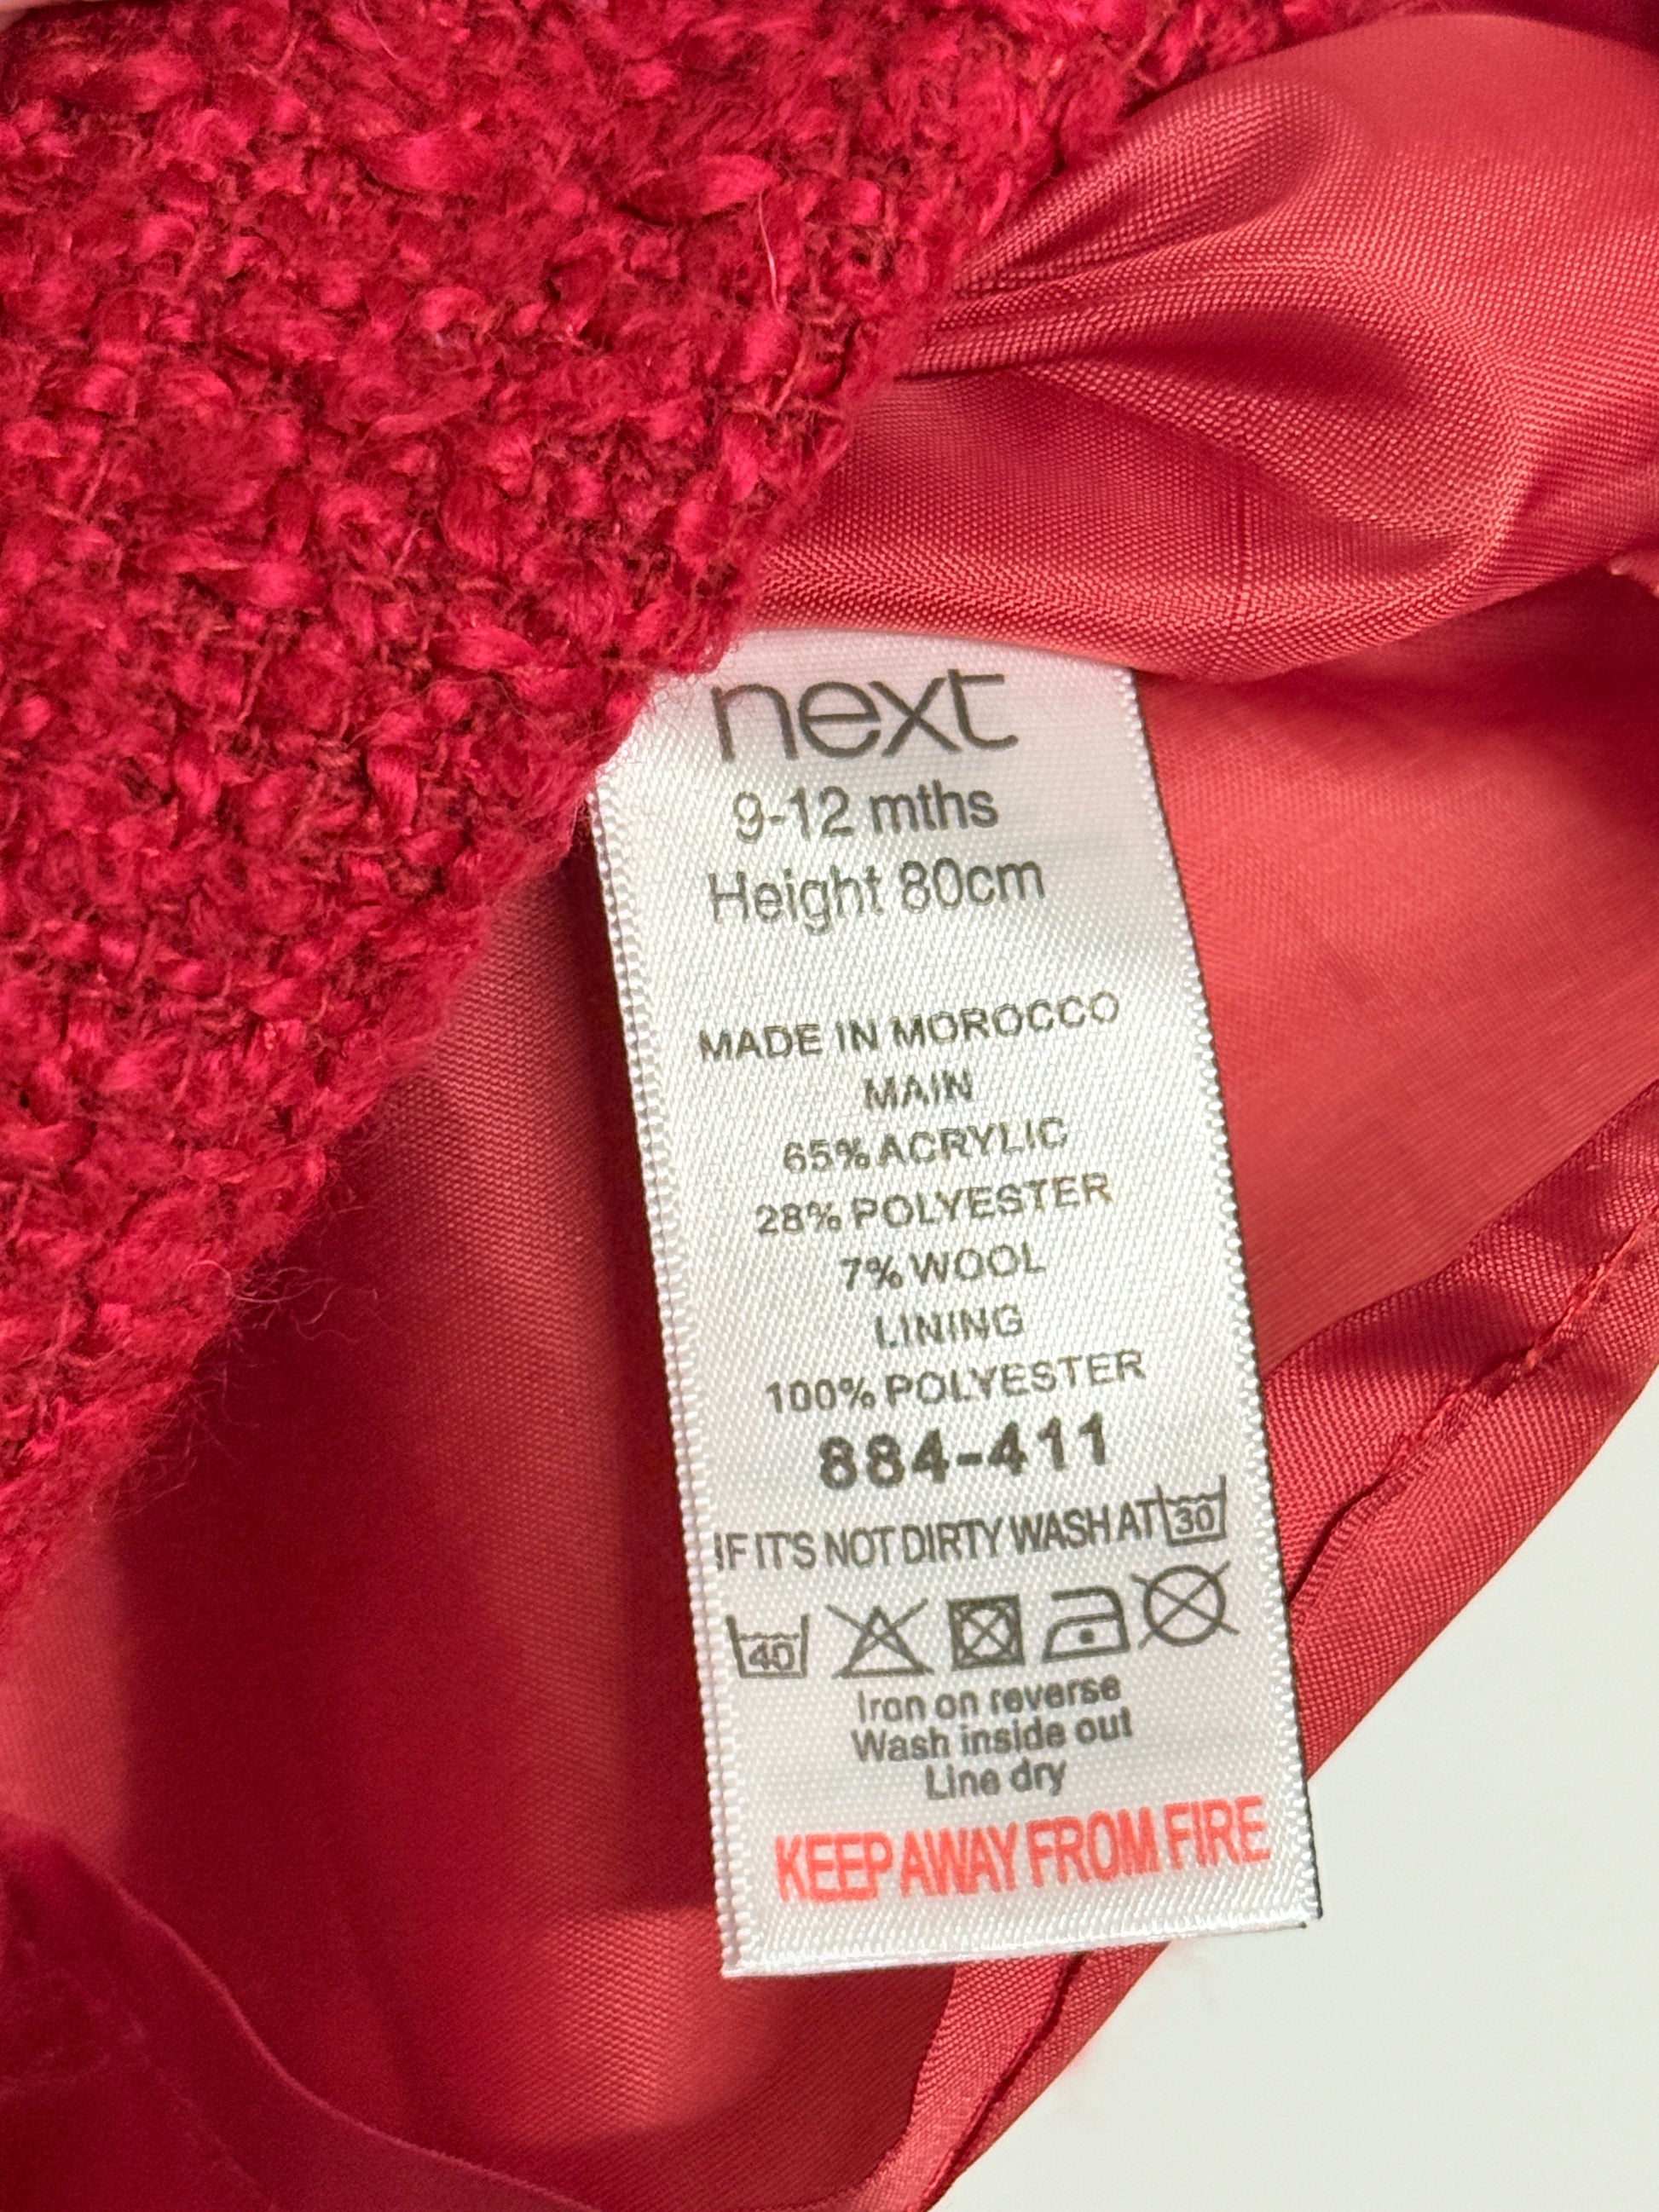 next
9-12 mths
Height 80cm
MADE IN MOROCCO
MAIN
65% ACRYLIC
28% POLYESTER
7% WOOL
LINING
100% POLYESTER
884-411
IF IT'S NOT DIRTY WASH AT 30
40
Iron on reverse
Wash inside out
Line dry
KEEP AWAY FROM FIRE